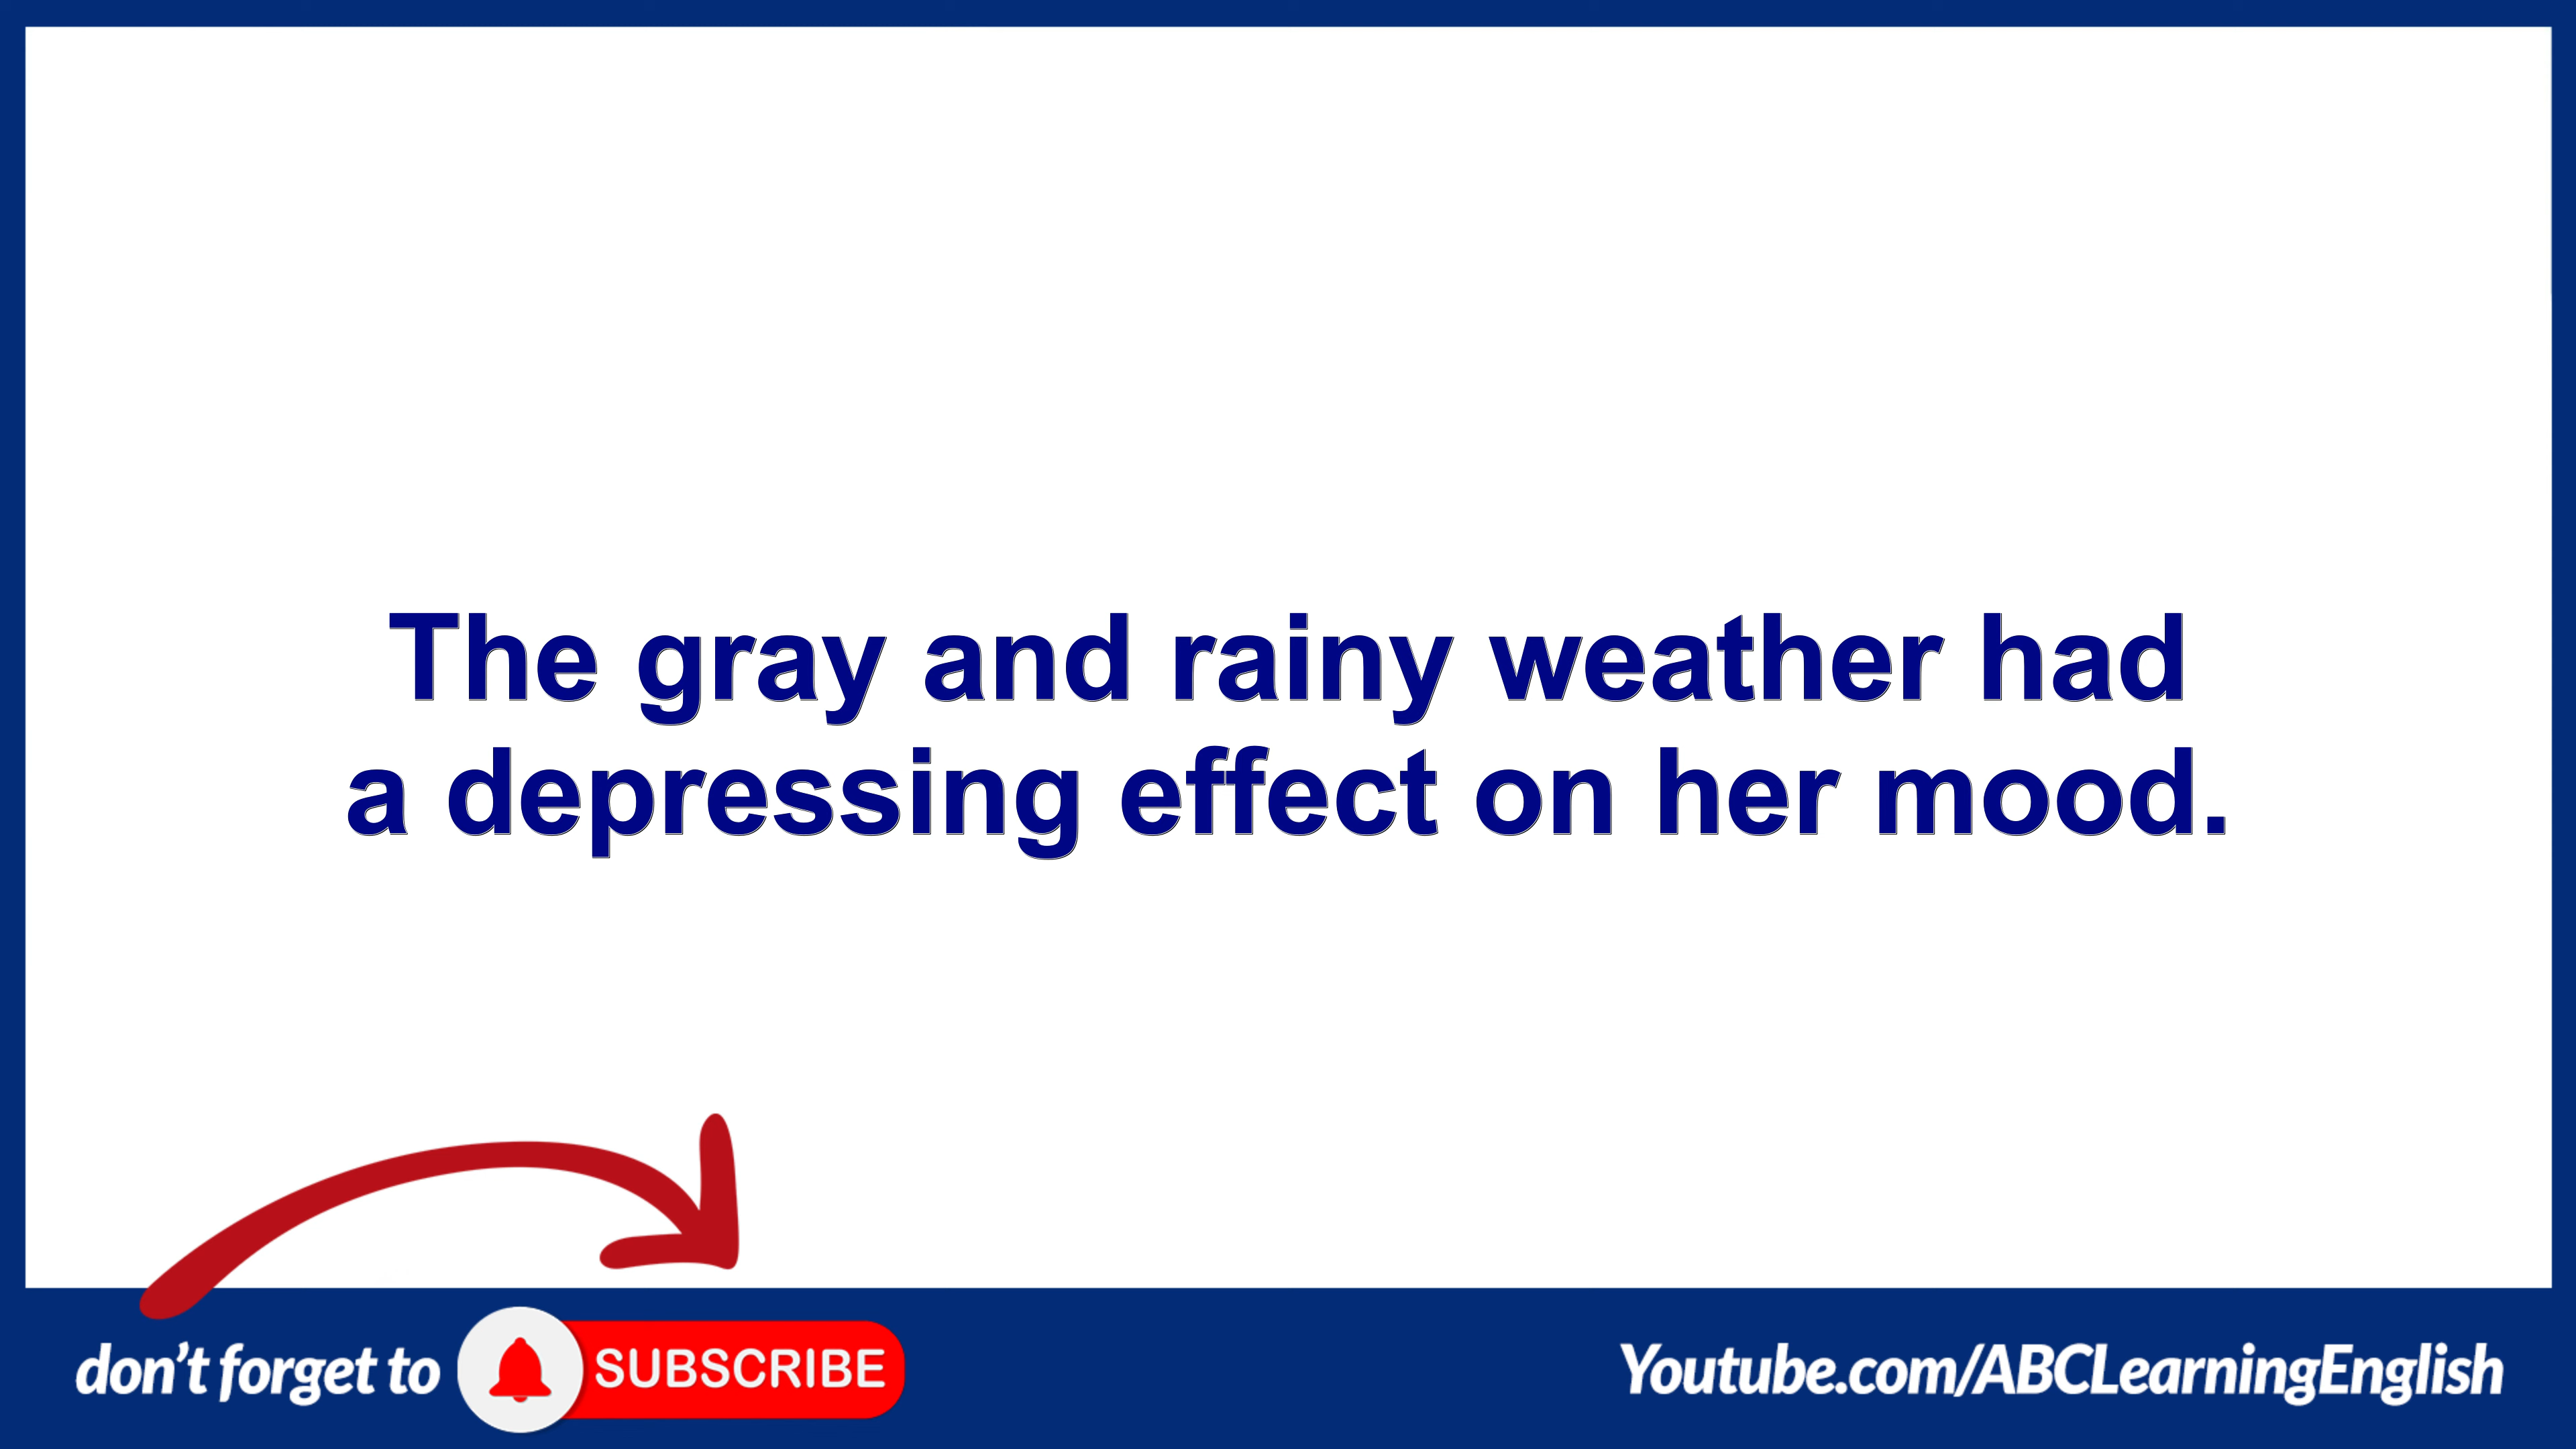 The gray and rainy weather had
a depressing effect on her mood.
don't forget to SUBSCRIBE
Youtube.com/ABCLearningEnglish